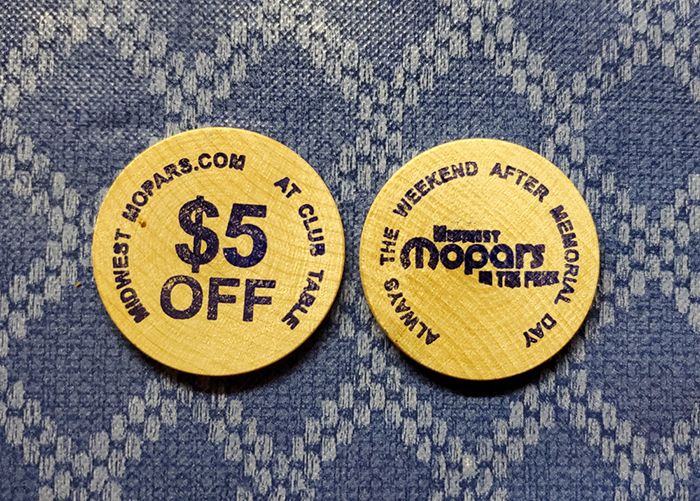 MIDWEST MOPARS.COM
AT CLUB TABLE
$5
OFF
ALWAYS THE WEEKEND AFTER MEMORIAL DAY
MIDWEST
Mopars
IN THE PARK